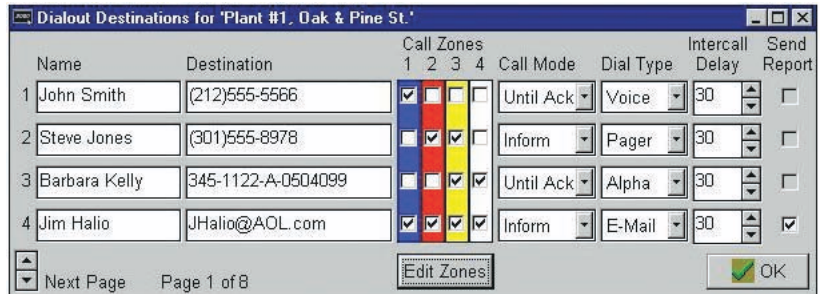 Dialout Destinations for 'Plant #1, Oak & Pine St.'
Call Zones Intercall Send
Name Destination 1 2 3 4 Call Mode Dial Type Delay Report
1 John Smith (212)555-5566 Until Ack Voice 30
2 Steve Jones (301)555-8978 Inform Pager 30
3 Barbara Kelly 345-1122-A-0504099 Until Ack Alpha 30
4 Jim Halio JHalio@AOL.com Inform E-Mail 30
Next Page Page 1 of 8 Edit Zones OK